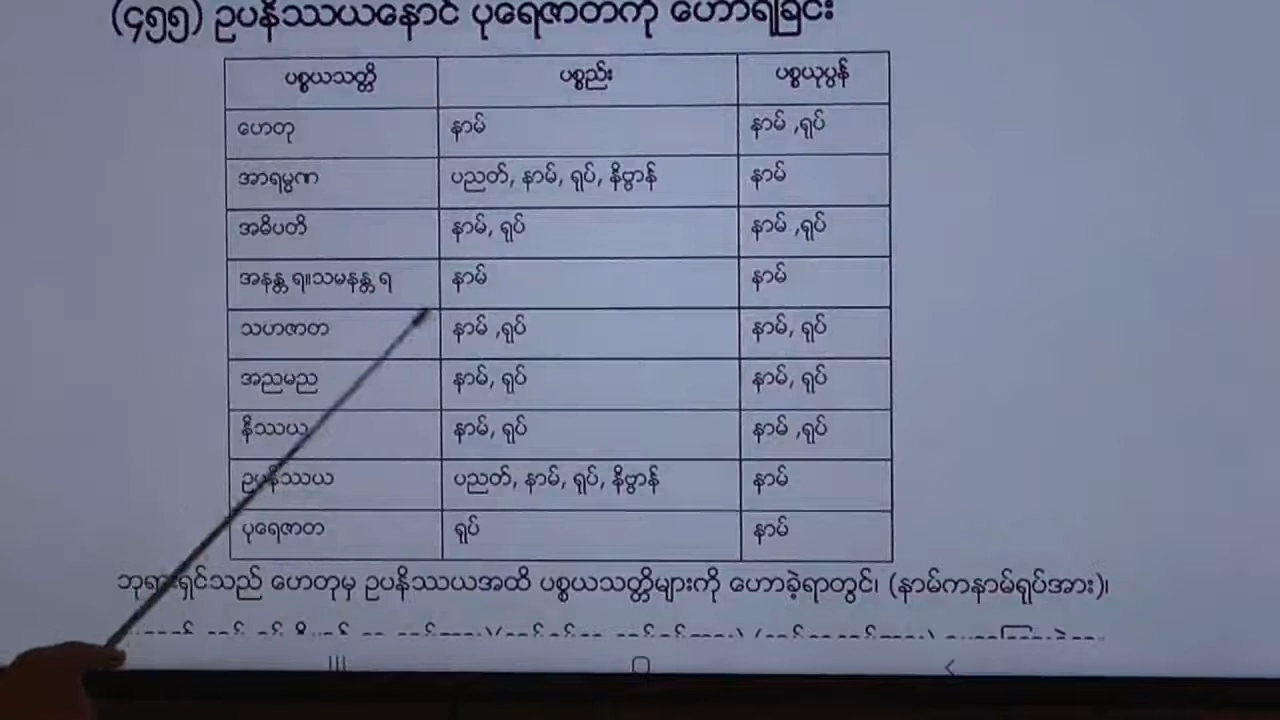 (၄၅၅) ဥပနိဿယနောင် ပုရေဇာတကို ဟောရခြင်း
ပစ္စယသတ္တိ ပစ္စည်း ပစ္စယုပ္ပန်
ဟေတု နာမ် နာမ် ,ရုပ်
အာရမ္မဏ ပညတ်, နာမ်, ရုပ်, နိဗ္ဗာန် နာမ်
အဓိပတိ နာမ်, ရုပ် နာမ် ,ရုပ်
အနန္တရ။သမနန္တရ နာမ် နာမ်
သဟဇာတ နာမ် ,ရုပ် နာမ်, ရုပ်
အညမည နာမ်, ရုပ် နာမ်, ရုပ်
နိဿယ နာမ်, ရုပ် နာမ် ,ရုပ်
ဥပနိဿယ ပညတ်, နာမ်, ရုပ်, နိဗ္ဗာန် နာမ်
ပုရေဇာတ ရုပ် နာမ်
ဘုရားရှင်သည် ဟေတုမှ ဥပနိဿယအထိ ပစ္စယသတ္တိများကို ဟောခဲ့ရာတွင်၊ (နာမ်ကနာမ်ရုပ်အား)၊